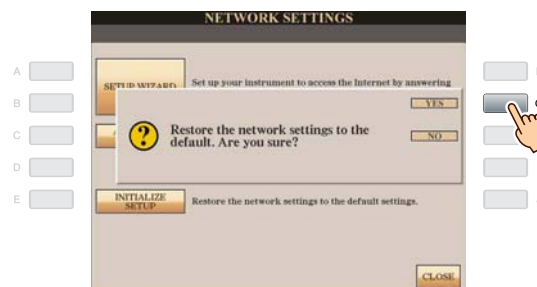 NETWORK SETTINGS
SETUP WIZARD
Set up your instrument to access the Internet by answering
YES
Restore the network settings to the
default. Are you sure?
NO
INITIALIZE
SETUP
Restore the network settings to the default settings.
CLOSE
A
B
C
D
E